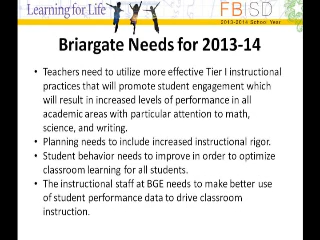 Learning for Life
FBISD
2013-2014 School Year
Briargate Needs for 2013-14
• Teachers need to utilize more effective Tier I instructional
practices that will promote student engagement which
will result in increased levels of performance in all
academic areas with particular attention to math,
science, and writing.
• Planning needs to include increased instructional rigor.
• Student behavior needs to improve in order to optimize
classroom learning for all students.
• The instructional staff at BGE needs to make better use
of student performance data to drive classroom
instruction.